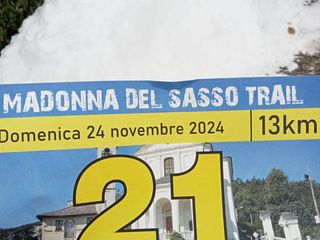 MADONNA DEL SASSO TRAIL
Domenica 24 novembre 2024 13km
21